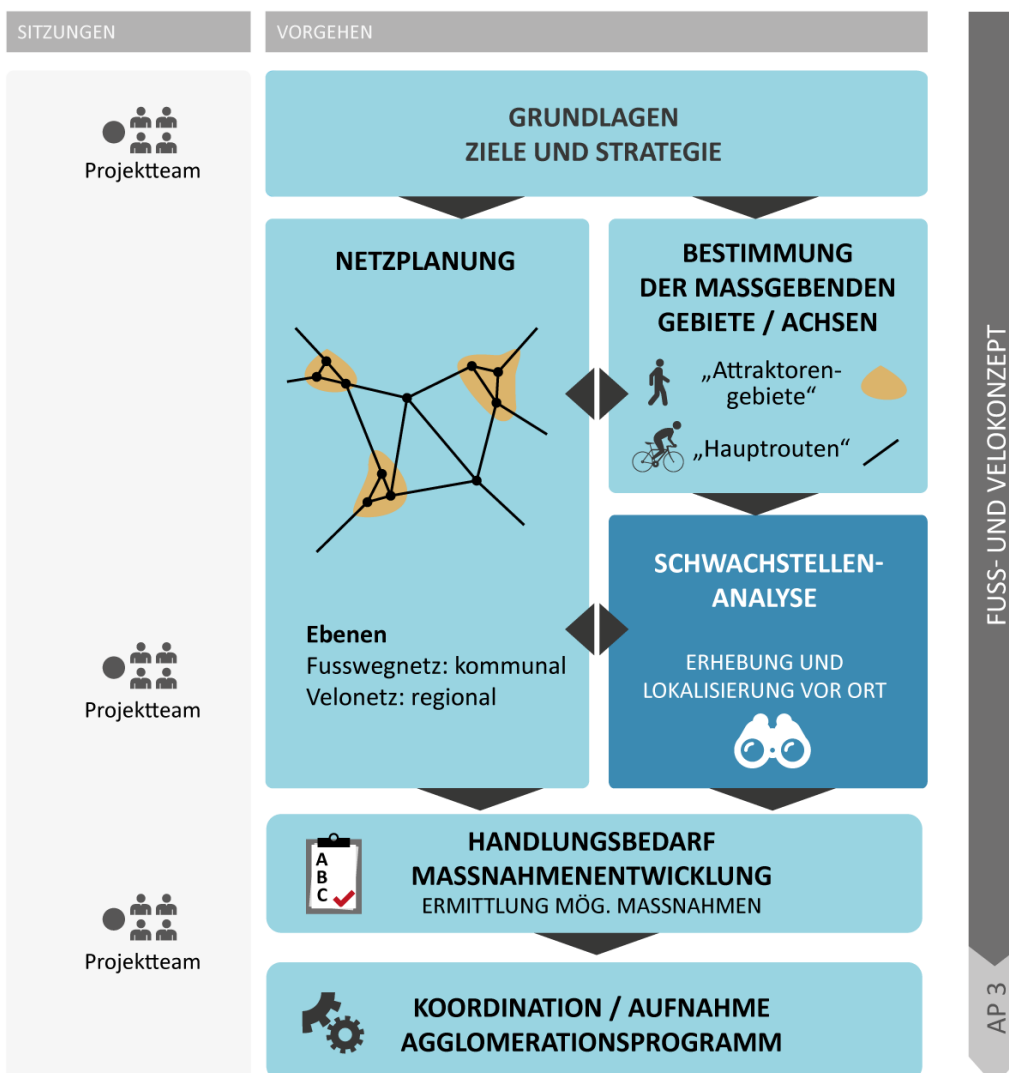 SITZUNGEN
VORGEHEN
Projektteam
GRUNDLAGEN
ZIELE UND STRATEGIE
NETZPLANUNG
Ebenen
Fusswegnetz: kommunal
Velonetz: regional
BESTIMMUNG
DER MASSGEBENDEN
GEBIETE / ACHSEN
„Attraktoren-
gebiete“
„Hauptrouten“
SCHWACHSTELLEN-
ANALYSE
ERHEBUNG UND
LOKALISIERUNG VOR ORT
Projektteam
A
B
C
HANDLUNGSBEDARF
MASSNAHMENENTWICKLUNG
ERMITTLUNG MÖG. MASSNAHMEN
Projektteam
KOORDINATION / AUFNAHME
AGGLOMERATIONSPROGRAMM
FUSS- UND VELOKONZEPT
AP 3